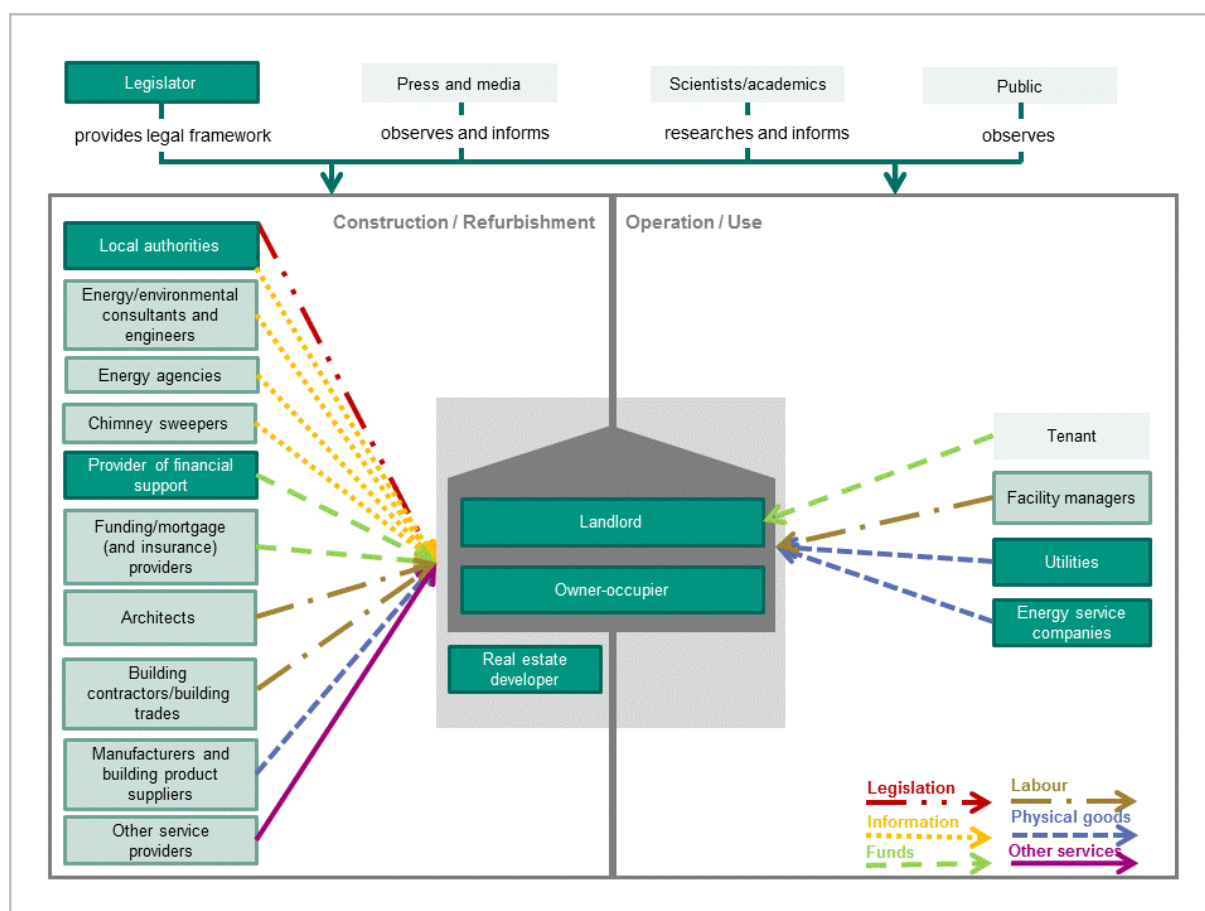 Legislator
Press and media
Scientists/academics
Public
provides legal framework
observes and informs
researches and informs
observes
Construction / Refurbishment
Operation / Use
Local authorities
Energy/environmental
consultants and
engineers
Energy agencies
Chimney sweepers
Provider of financial
support
Funding/mortgage
(and insurance)
providers
Architects
Building
contractors/building
trades
Manufacturers and
building product
suppliers
Other service
providers
Landlord
Owner-occupier
Real estate
developer
Tenant
Facility managers
Utilities
Energy service
companies
Legislation
Labour
Information
Physical goods
Funds
Other services